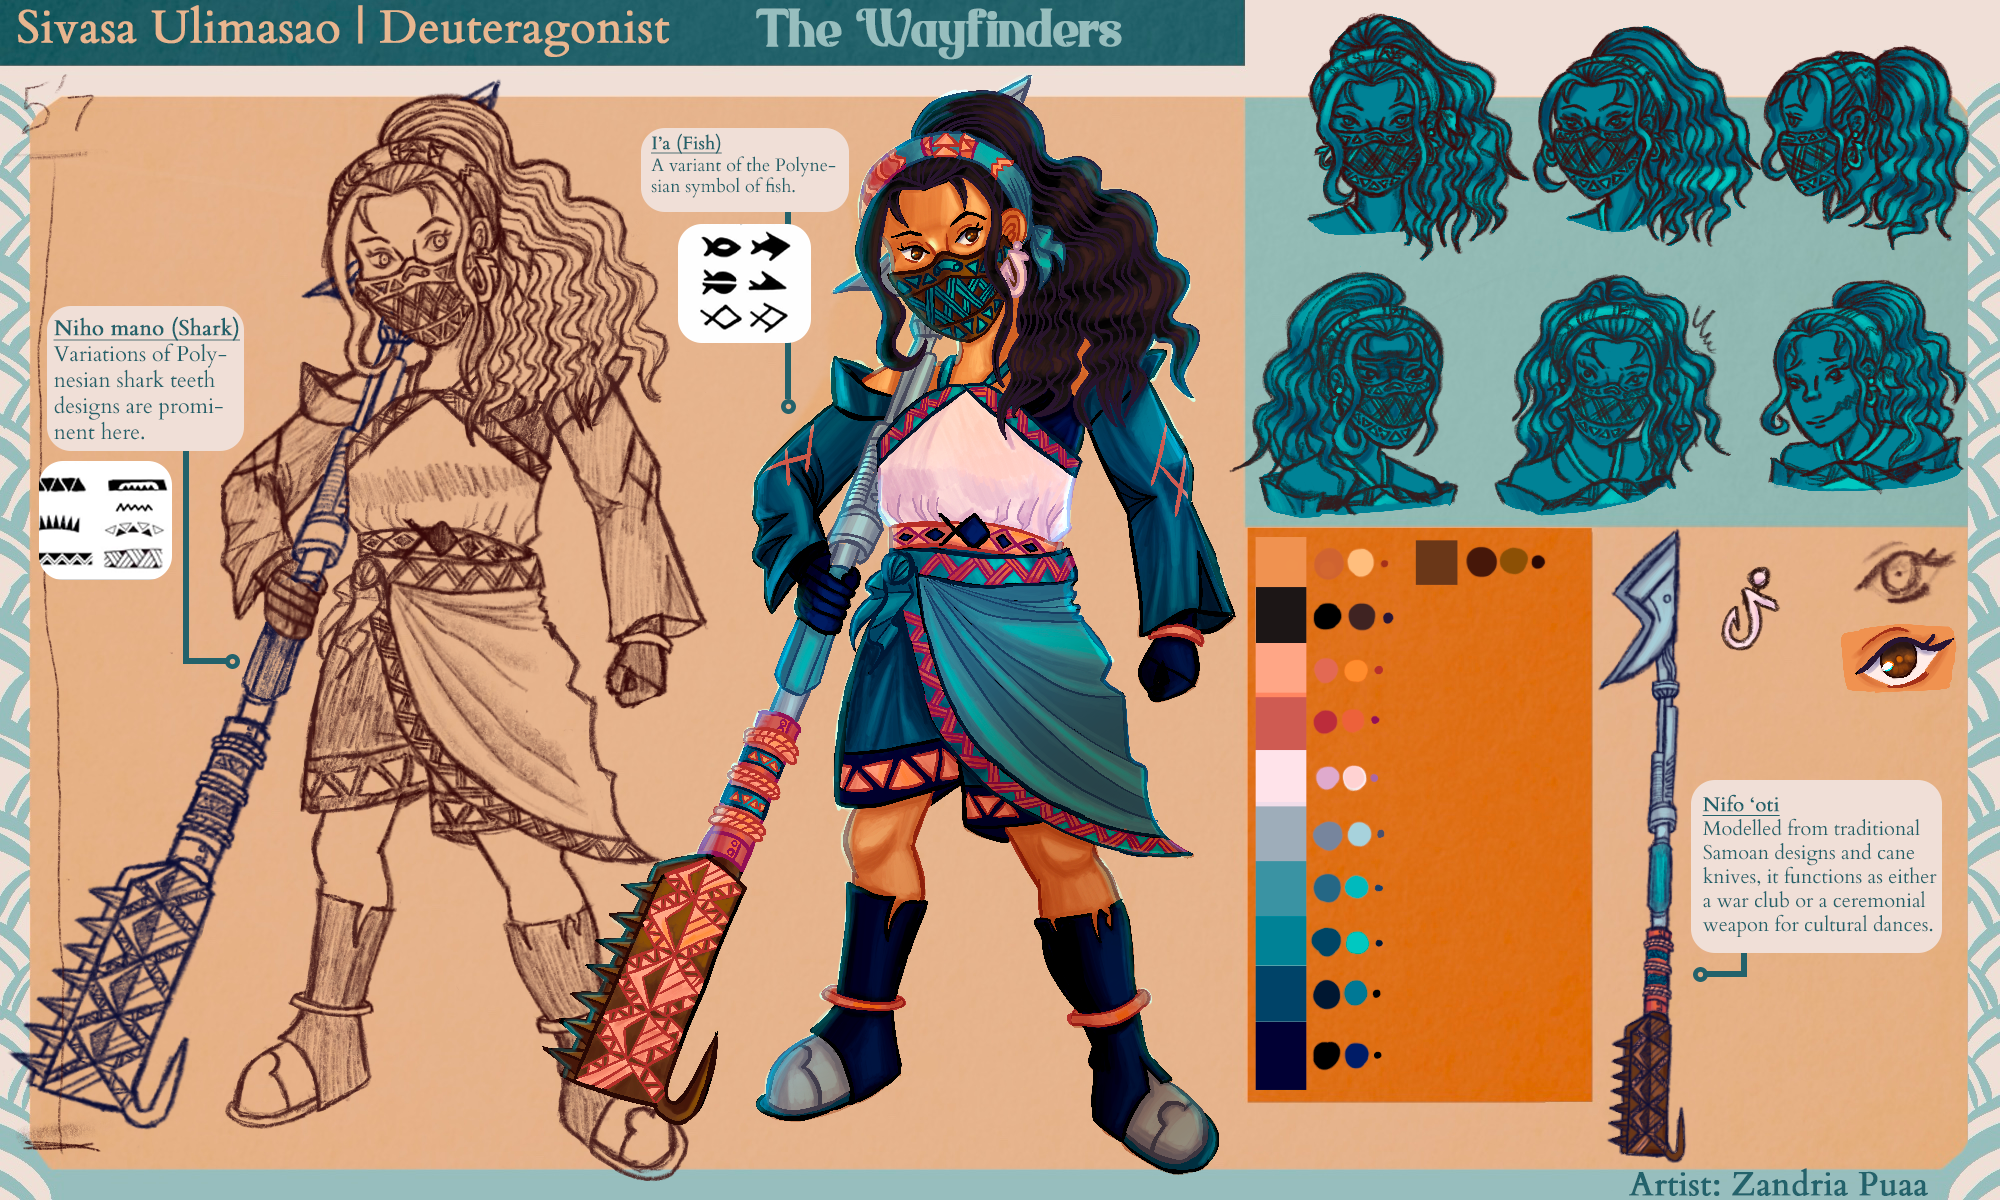 Sivasa Ulimasao | Deuteragonist
The Wayfinders
5'7
I'a (Fish)
A variant of the Polyne-
sian symbol of fish.
Niho mano (Shark)
Variations of Poly-
nesian shark teeth
designs are promi-
nent here.
Nifo ‘oti
Modelled from traditional
Samoan designs and cane
knives, it functions as either
a war club or a ceremonial
weapon for cultural dances.
Artist: Zandria Puaa